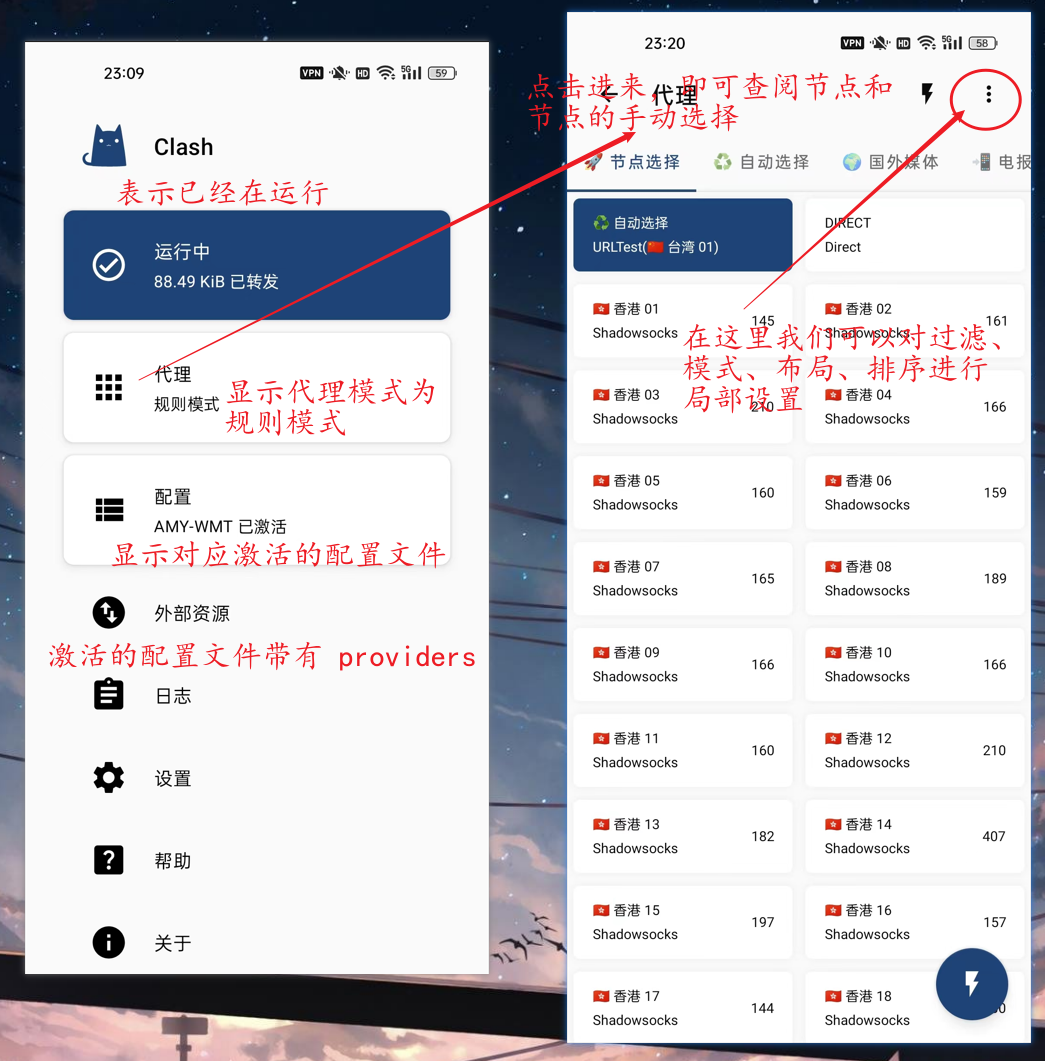 23:09
VPN
HD
5G
59
Clash
表示已经在运行
运行中
88.49 KiB 已转发
代理
规则模式
显示代理模式为
规则模式
配置
AMY-WMT 已激活
显示对应激活的配置文件
外部资源
激活的配置文件带有 providers
日志
设置
帮助
关于
23:20
VPN
HD
5G
58
点击进来，即可查阅节点和
节点的手动选择
代理
节点选择
自动选择
国外媒体
电报
自动选择
URLTest(🇨🇳 台湾 01)
DIRECT
Direct
香港 01
Shadowsocks
145
香港 02
Shadowsocks
161
在这里我们可以对过滤、
模式、布局、排序进行
局部设置
香港 03
Shadowsocks
210
香港 04
Shadowsocks
166
香港 05
Shadowsocks
160
香港 06
Shadowsocks
159
香港 07
Shadowsocks
165
香港 08
Shadowsocks
189
香港 09
Shadowsocks
166
香港 10
Shadowsocks
166
香港 11
Shadowsocks
160
香港 12
Shadowsocks
210
香港 13
Shadowsocks
182
香港 14
Shadowsocks
407
香港 15
Shadowsocks
197
香港 16
Shadowsocks
157
香港 17
Shadowsocks
144
香港 18
Shadowsocks